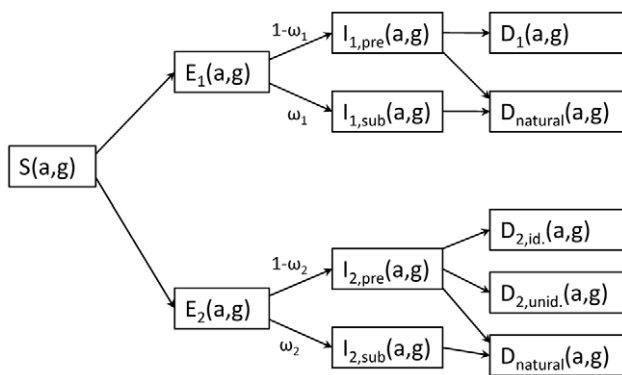 1-ω₁
I₁,pre(a,g)
D₁(a,g)
E₁(a,g)
ω₁
I₁,sub(a,g)
Dnatural(a,g)
S(a,g)
D₂,id.(a,g)
1-ω₂
I₂,pre(a,g)
D₂,unid.(a,g)
E₂(a,g)
ω₂
I₂,sub(a,g)
Dnatural(a,g)